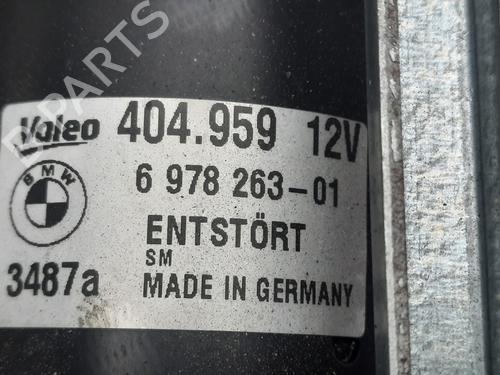 B-PARTS
Valeo 404.959 12V
BMW
6 978 263-01
ENTSTÖRT
SM
3487a MADE IN GERMANY